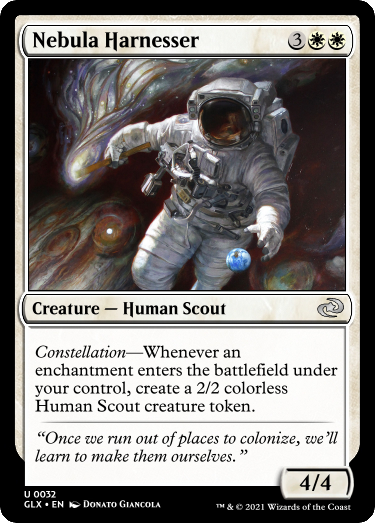 Nebula Harnesser 3
Creature — Human Scout
Constellation—Whenever an
enchantment enters the battlefield under
your control, create a 2/2 colorless
Human Scout creature token.
“Once we run out of places to colonize, we’ll
learn to make them ourselves.”
4/4
U 0032
GLX • EN Donato Giancola
™ & © 2021 Wizards of the Coast